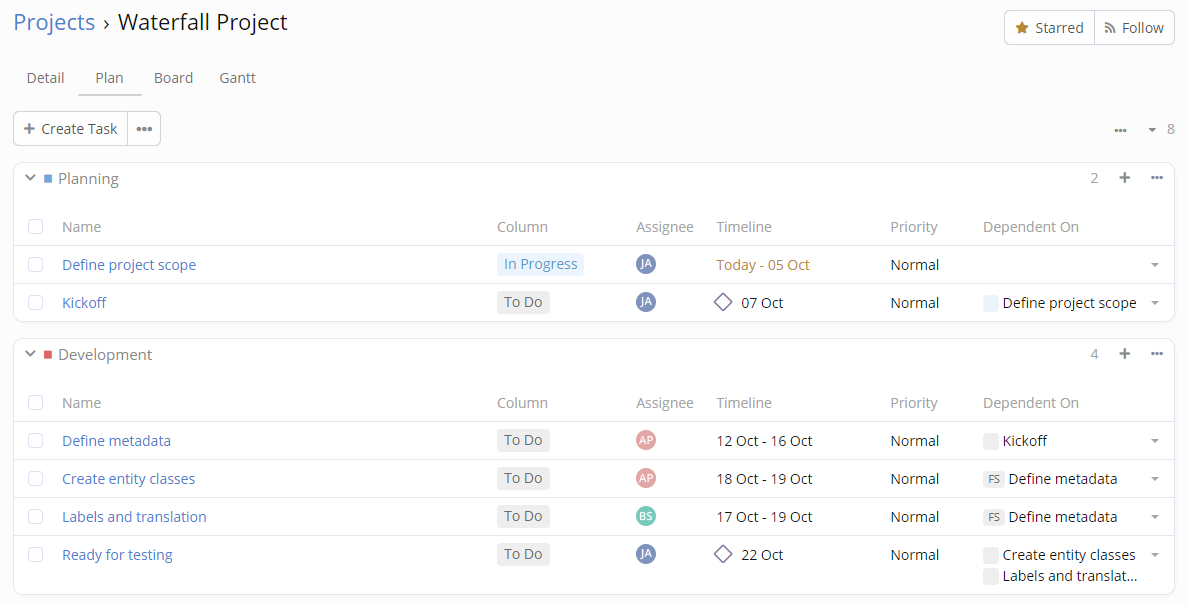 Projects › Waterfall Project
Starred Follow
Detail Plan Board Gantt
+ Create Task •••
••• 8
Planning 2 + •••
Name Column Assignee Timeline Priority Dependent On
Define project scope In Progress JA Today - 05 Oct Normal
Kickoff To Do JA 07 Oct Normal Define project scope
Development 4 + •••
Name Column Assignee Timeline Priority Dependent On
Define metadata To Do AP 12 Oct - 16 Oct Normal Kickoff
Create entity classes To Do AP 18 Oct - 19 Oct Normal FS Define metadata
Labels and translation To Do BS 17 Oct - 19 Oct Normal FS Define metadata
Ready for testing To Do JA 22 Oct Normal Create entity classes
Labels and translat...